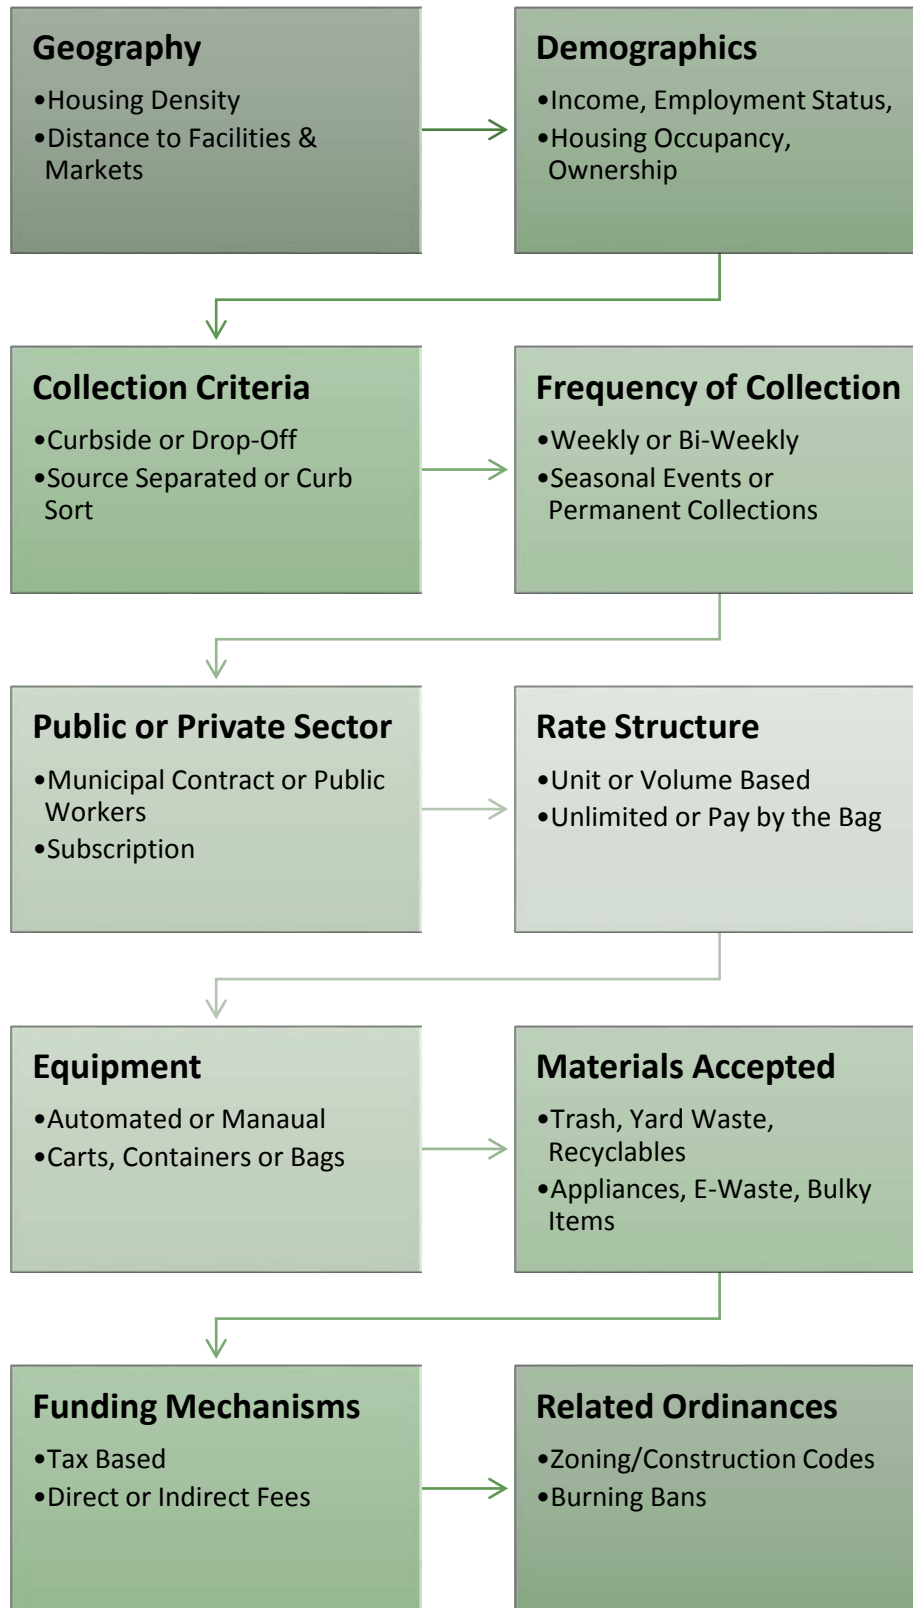 Geography
•Housing Density
•Distance to Facilities &
Markets
Demographics
•Income, Employment Status,
•Housing Occupancy,
Ownership
Collection Criteria
•Curbside or Drop-Off
•Source Separated or Curb
Sort
Frequency of Collection
•Weekly or Bi-Weekly
•Seasonal Events or
Permanent Collections
Public or Private Sector
•Municipal Contract or Public
Workers
•Subscription
Rate Structure
•Unit or Volume Based
•Unlimited or Pay by the Bag
Equipment
•Automated or Manaual
•Carts, Containers or Bags
Materials Accepted
•Trash, Yard Waste,
Recyclables
•Appliances, E-Waste, Bulky
Items
Funding Mechanisms
•Tax Based
•Direct or Indirect Fees
Related Ordinances
•Zoning/Construction Codes
•Burning Bans